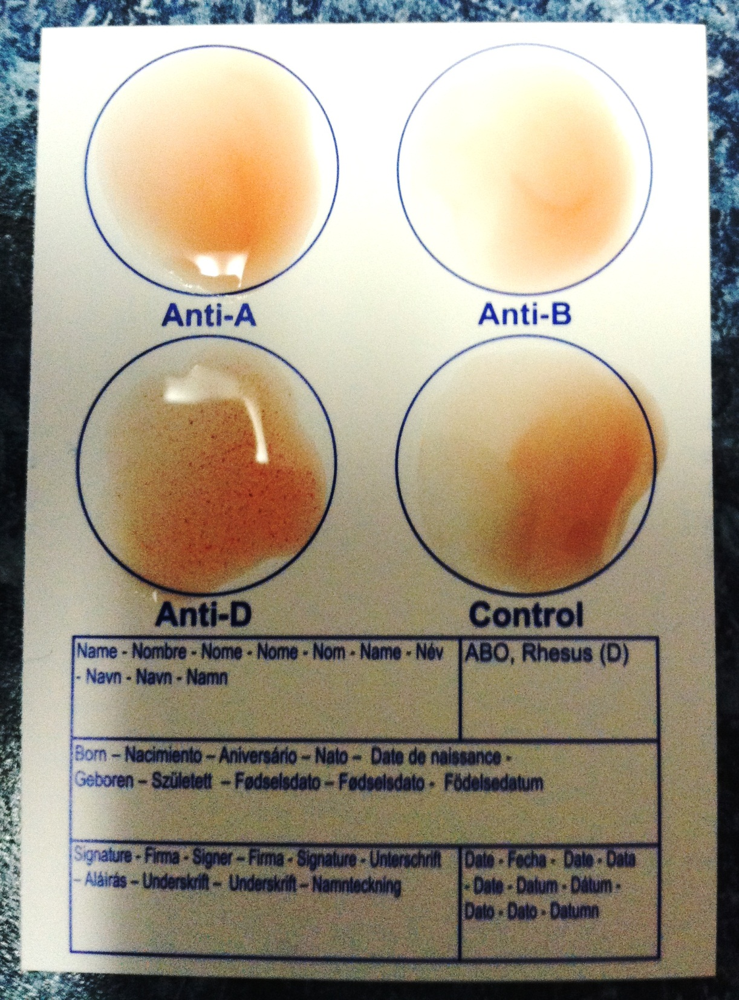 Anti-A
Anti-B
Anti-D
Control
Name - Nombre - Nome - Nome - Nom - Name - Név
- Navn - Navn - Namn
ABO, Rhesus (D)
Born – Nacimiento – Aniversário – Nato – Date de naissance -
Geboren – Született – Fødselsdato – Fødselsdato - Födelsedatum
Signature - Firma - Signer – Firma - Signature - Unterschrift
– Aláírás – Underskrift – Underskrift – Namnteckning
Date - Fecha - Date - Data
- Date - Datum - Dátum -
Dato - Dato - Datumn